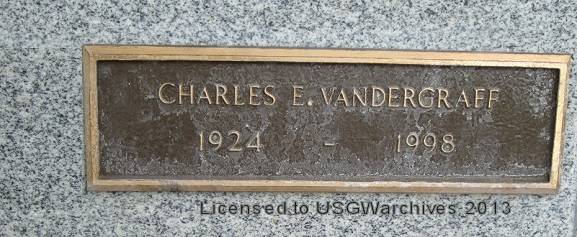 CHARLES E. VANDERGRAFF
1924 - 1998
Licensed to USGWarchives 2013